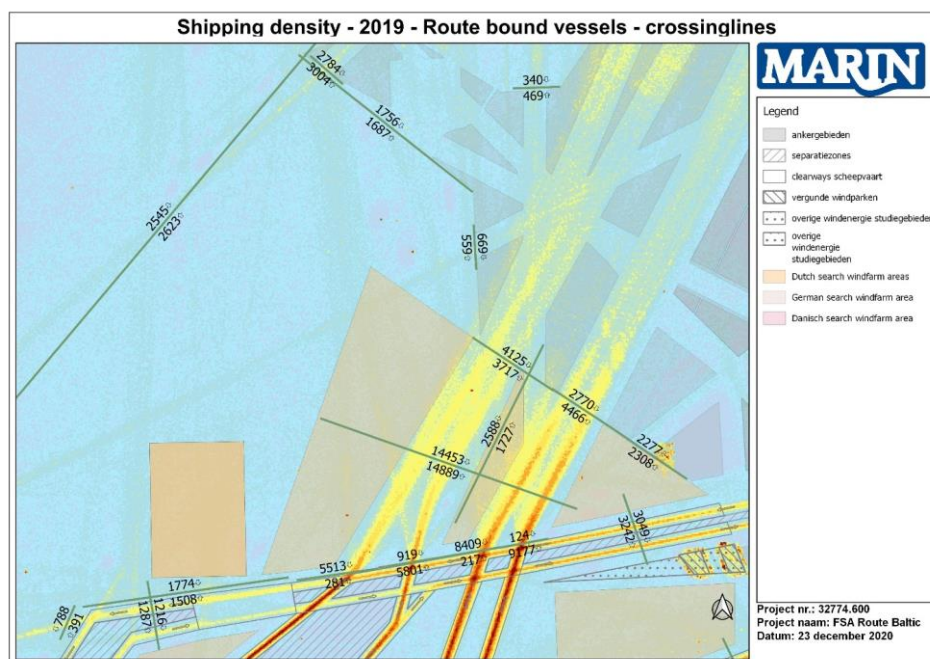 Shipping density - 2019 - Route bound vessels - crossinglines
MARIN
Legend
ankergebieden
separatiezones
clearways scheepvaart
vergunde windparken
overige windenergie studiegebieden
overige
windenergie
studiegebieden
Dutch search windfarm areas
German search windfarm area
Danisch search windfarm area
2784
3004
340
469
1756
1687
2545
2623
559
669
4125
3717
2770
4466
2588
1727
2277
2308
14453
14889
3049
3242
124
9177
8409
217
919
5801
5513
281
1774
1508
1216
1287
788
391
Project nr.: 32774.600
Project naam: FSA Route Baltic
Datum: 23 december 2020